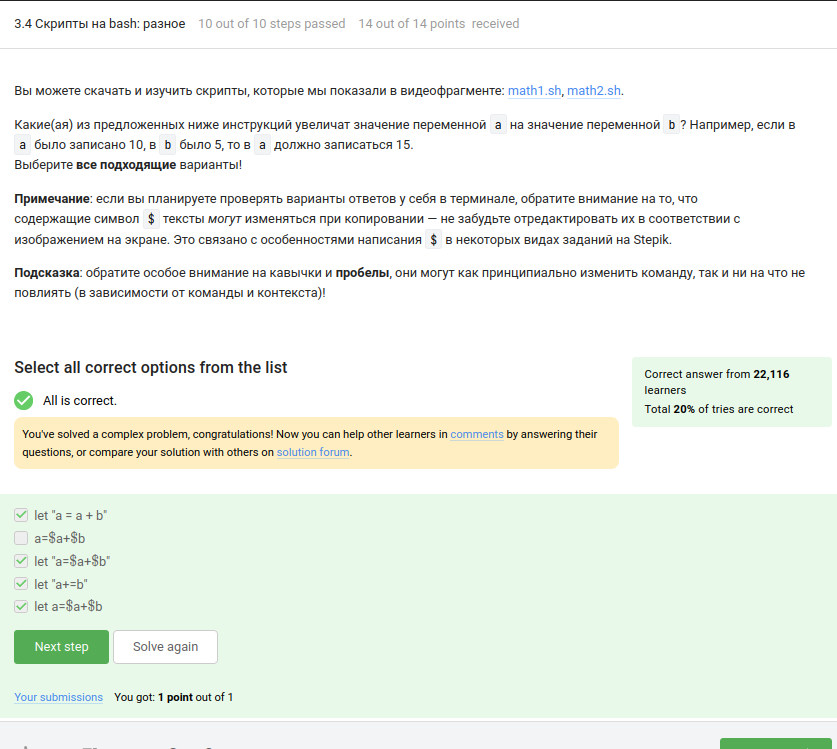 3.4 Скрипты на bash: разное 10 out of 10 steps passed 14 out of 14 points received
Вы можете скачать и изучить скрипты, которые мы показали в видеофрагменте: math1.sh, math2.sh.
Какие(ая) из предложенных ниже инструкций увеличат значение переменной a на значение переменной b ? Например, если в
a было записано 10, в b было 5, то в a должно записаться 15.
Выберите все подходящие варианты!
Примечание: если вы планируете проверять варианты ответов у себя в терминале, обратите внимание на то, что
содержащие символ $ тексты могут изменяться при копировании — не забудьте отредактировать их в соответствии с
изображением на экране. Это связано с особенностями написания $ в некоторых видах заданий на Stepik.
Подсказка: обратите особое внимание на кавычки и пробелы, они могут как принципиально изменить команду, так и ни на что не
повлиять (в зависимости от команды и контекста)!
Select all correct options from the list
Correct answer from 22,116
learners
Total 20% of tries are correct
All is correct.
You've solved a complex problem, congratulations! Now you can help other learners in comments by answering their
questions, or compare your solution with others on solution forum.
let "a = a + b"
a=$a+$b
let "a=$a+$b"
let "a+=b"
let a=$a+$b
Next step Solve again
Your submissions You got: 1 point out of 1